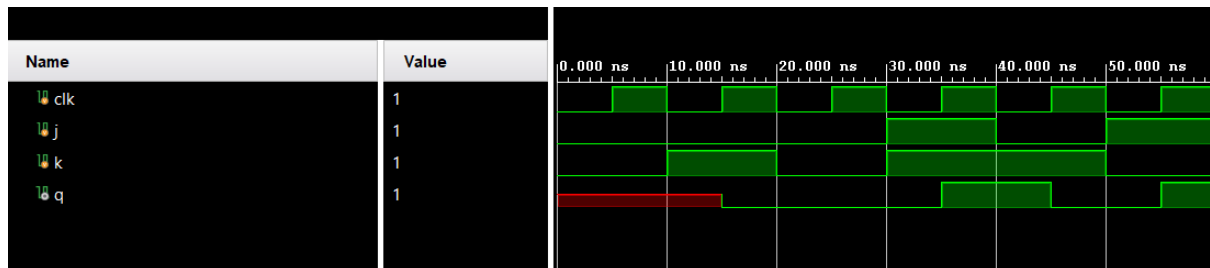 Name Value
0.000 ns 10.000 ns 20.000 ns 30.000 ns 40.000 ns 50.000 ns
clk 1
j 1
k 1
q 1